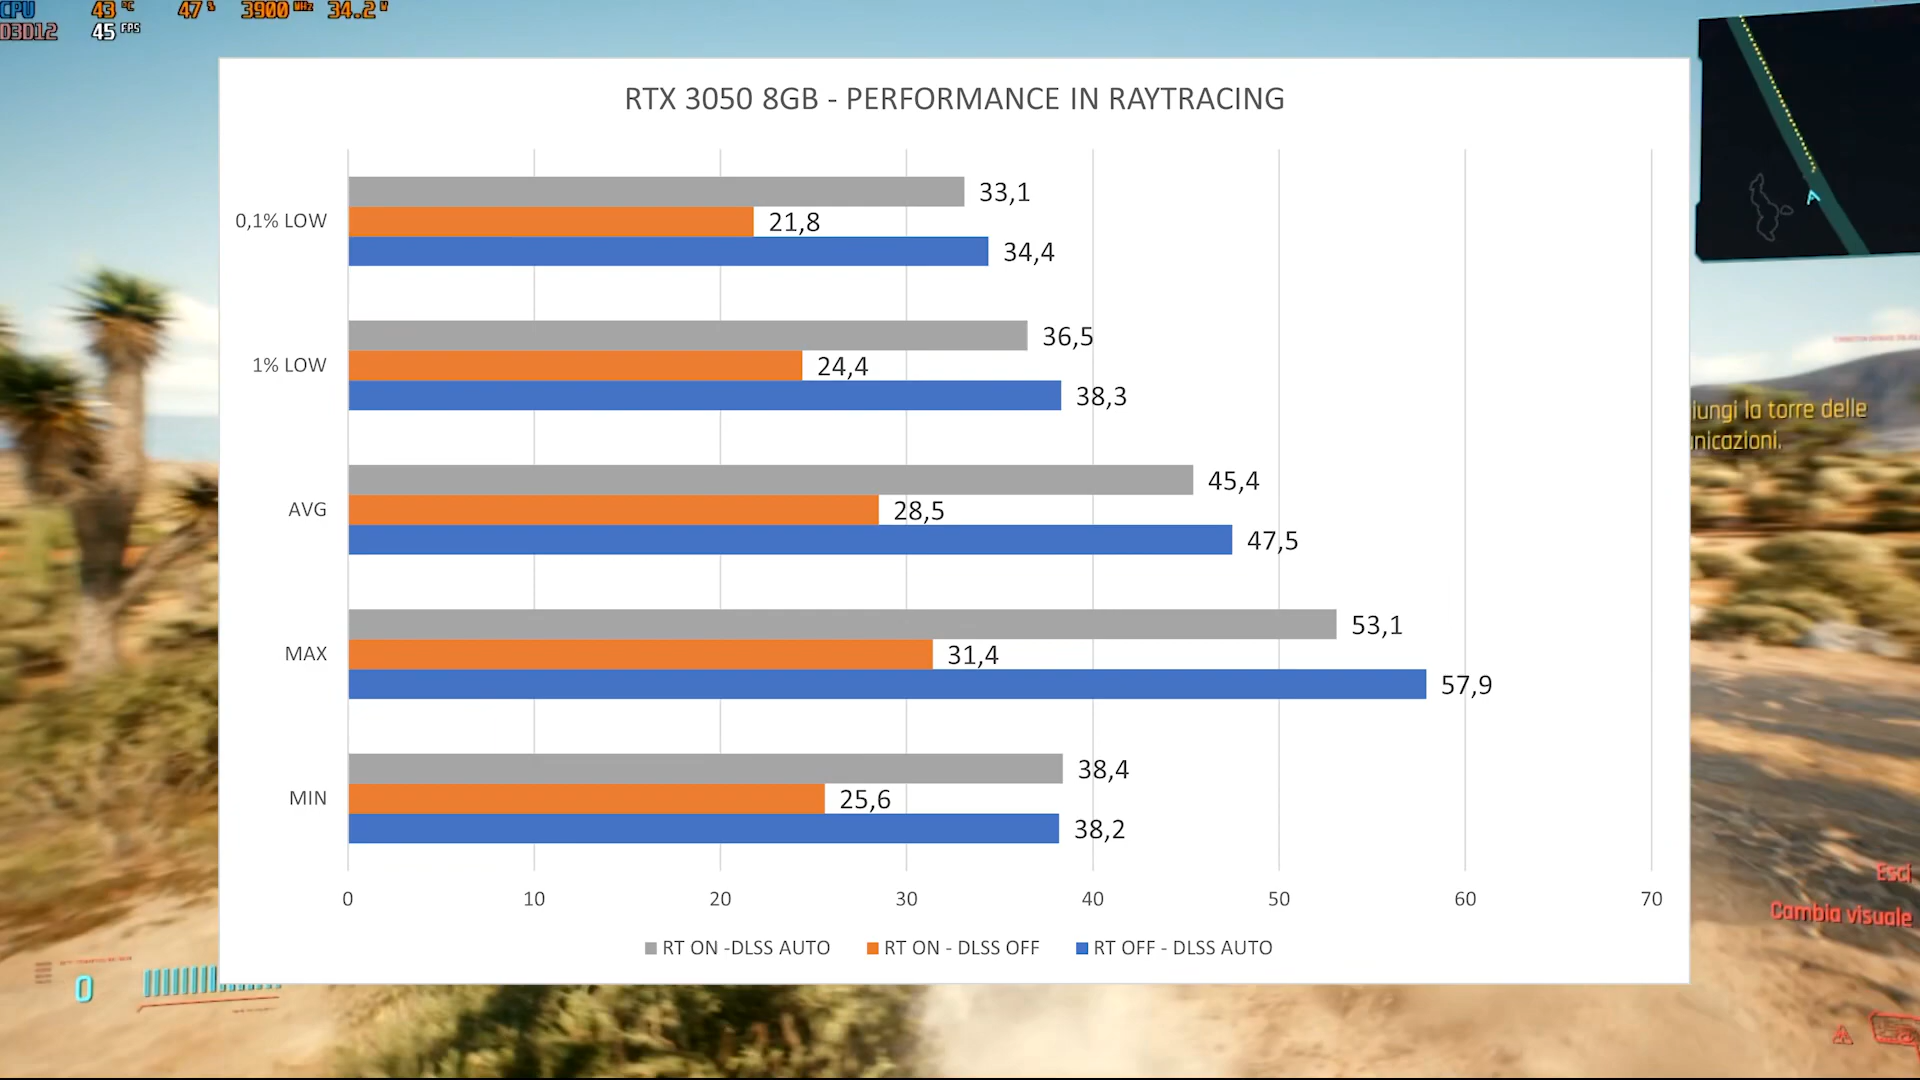 CPU 43 °C 47 % 3900 MHz 34.2 W
D3D12 45 FPS
RTX 3050 8GB - PERFORMANCE IN RAYTRACING
0,1% LOW
33,1
21,8
34,4
1% LOW
36,5
24,4
38,3
AVG
45,4
28,5
47,5
MAX
53,1
31,4
57,9
MIN
38,4
25,6
38,2
0 10 20 30 40 50 60 70
RT ON -DLSS AUTO RT ON - DLSS OFF RT OFF - DLSS AUTO
iungi la torre delle
nicazioni.
Esci
Cambia visuale
0